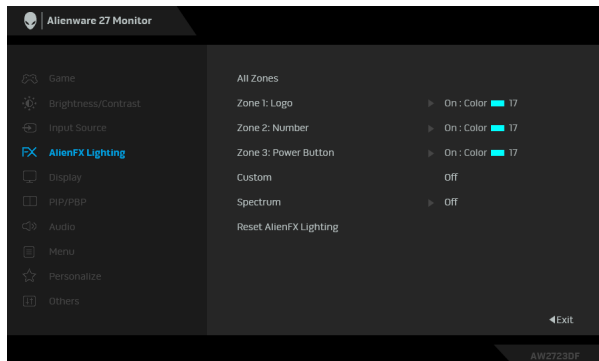 Alienware 27 Monitor
Game
Brightness/Contrast
Input Source
FX AlienFX Lighting
Display
PIP/PBP
Audio
Menu
Personalize
Others
All Zones
Zone 1: Logo On : Color 17
Zone 2: Number On : Color 17
Zone 3: Power Button On : Color 17
Custom Off
Spectrum Off
Reset AlienFX Lighting
Exit
AW2723DF